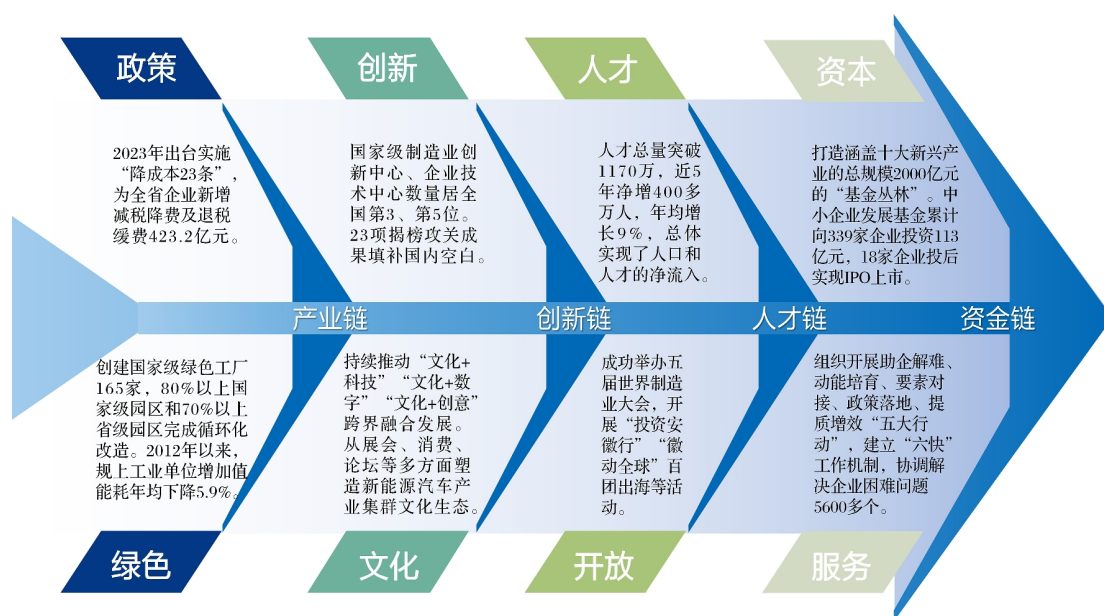 政策
2023年出台实施
“降成本23条”，
为全省企业新增
减税降费及退税
缓费423.2亿元。
创新
国家级制造业创
新中心、企业技
术中心数量居全
国第3、第5位。
23项揭榜攻关成
果填补国内空白。
人才
人才总量突破
1170万，近5
年净增400多
万人，年均增
长9%，总体
实现了人口和
人才的净流入。
资本
打造涵盖十大新兴产
业的总规模2000亿元
的“基金丛林”。中
小企业发展基金累计
向339家企业投资113
亿元，18家企业投后
实现IPO上市。
产业链
创新链
人才链
资金链
创建国家级绿色工厂
165家，80%以上国
家级园区和70%以上
省级园区完成循环化
改造。2012年以来，
规上工业单位增加值
能耗年均下降5.9%。
绿色
持续推动“文化+
科技”“文化+数
字”“文化+创意”
跨界融合发展。
从展会、消费、
论坛等多方面塑
造新能源汽车产
业集群文化生态。
文化
成功举办五
届世界制造
业大会，开
展“投资安
徽行”“徽
动全球”百
团出海等活
动。
开放
组织开展助企解难、
动能培育、要素对
接、政策落地、提
质增效“五大行
动”，建立“六快”
工作机制，协调解
决企业困难问题
5600多个。
服务